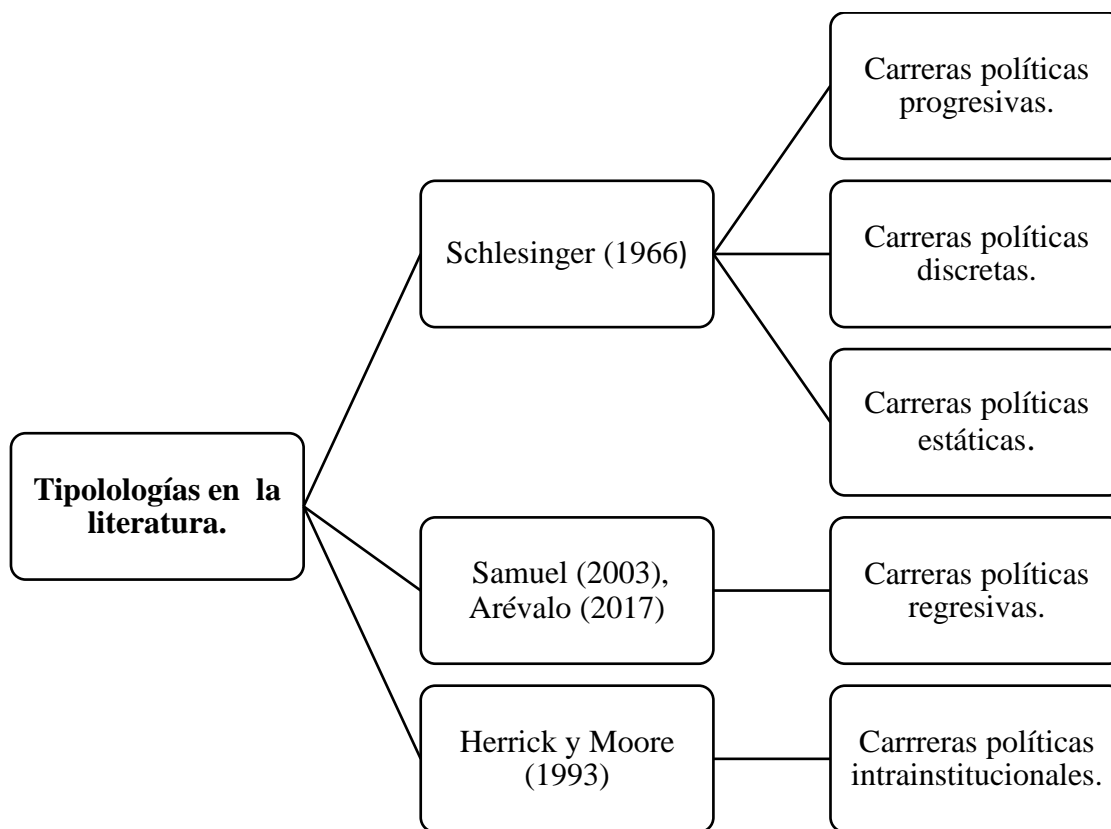 Tipolologías en la
literatura.
Schlesinger (1966)
Carreras políticas
progresivas.
Carreras políticas
discretas.
Carreras políticas
estáticas.
Samuel (2003),
Arévalo (2017)
Carreras políticas
regresivas.
Herrick y Moore
(1993)
Carrreras políticas
intrainstitucionales.